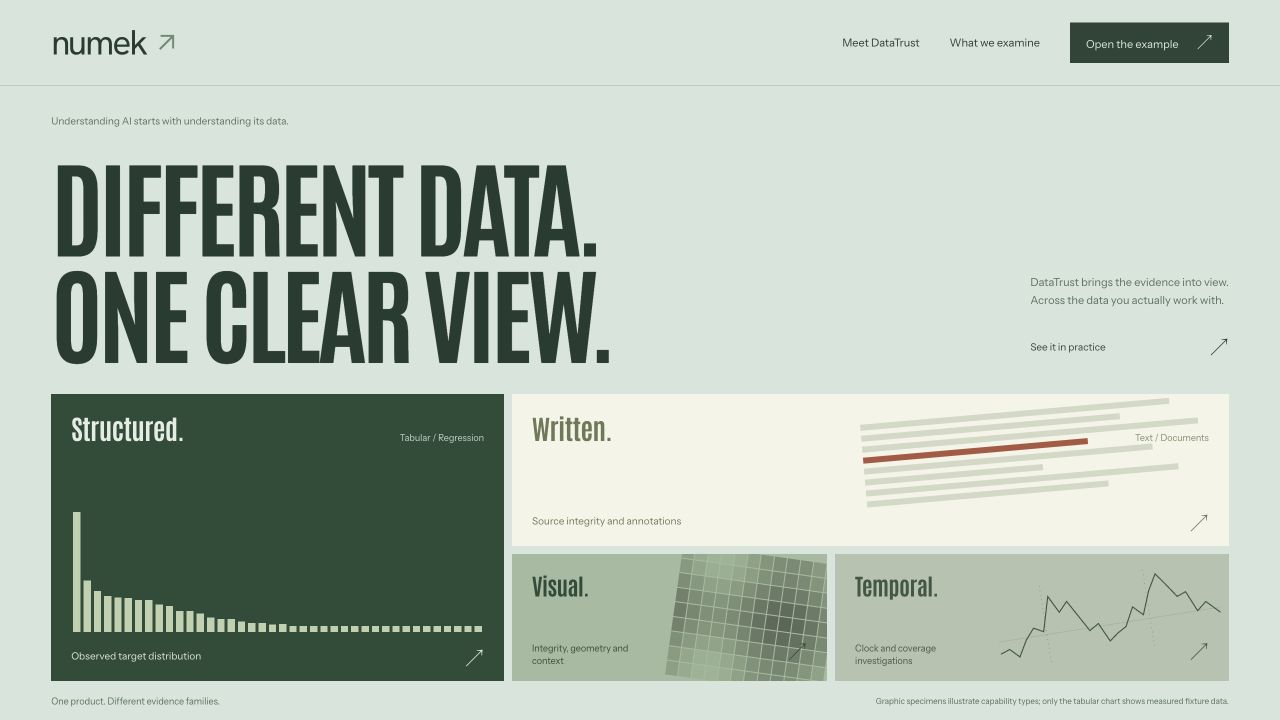 numek
Meet DataTrust
What we examine
Open the example
Understanding AI starts with understanding its data.
DIFFERENT DATA.
ONE CLEAR VIEW.
DataTrust brings the evidence into view.
Across the data you actually work with.
See it in practice
Structured.
Tabular / Regression
Observed target distribution
Written.
Text / Documents
Source integrity and annotations
Visual.
Integrity, geometry and
context
Temporal.
Clock and coverage
investigations
One product. Different evidence families.
Graphic specimens illustrate capability types; only the tabular chart shows measured fixture data.